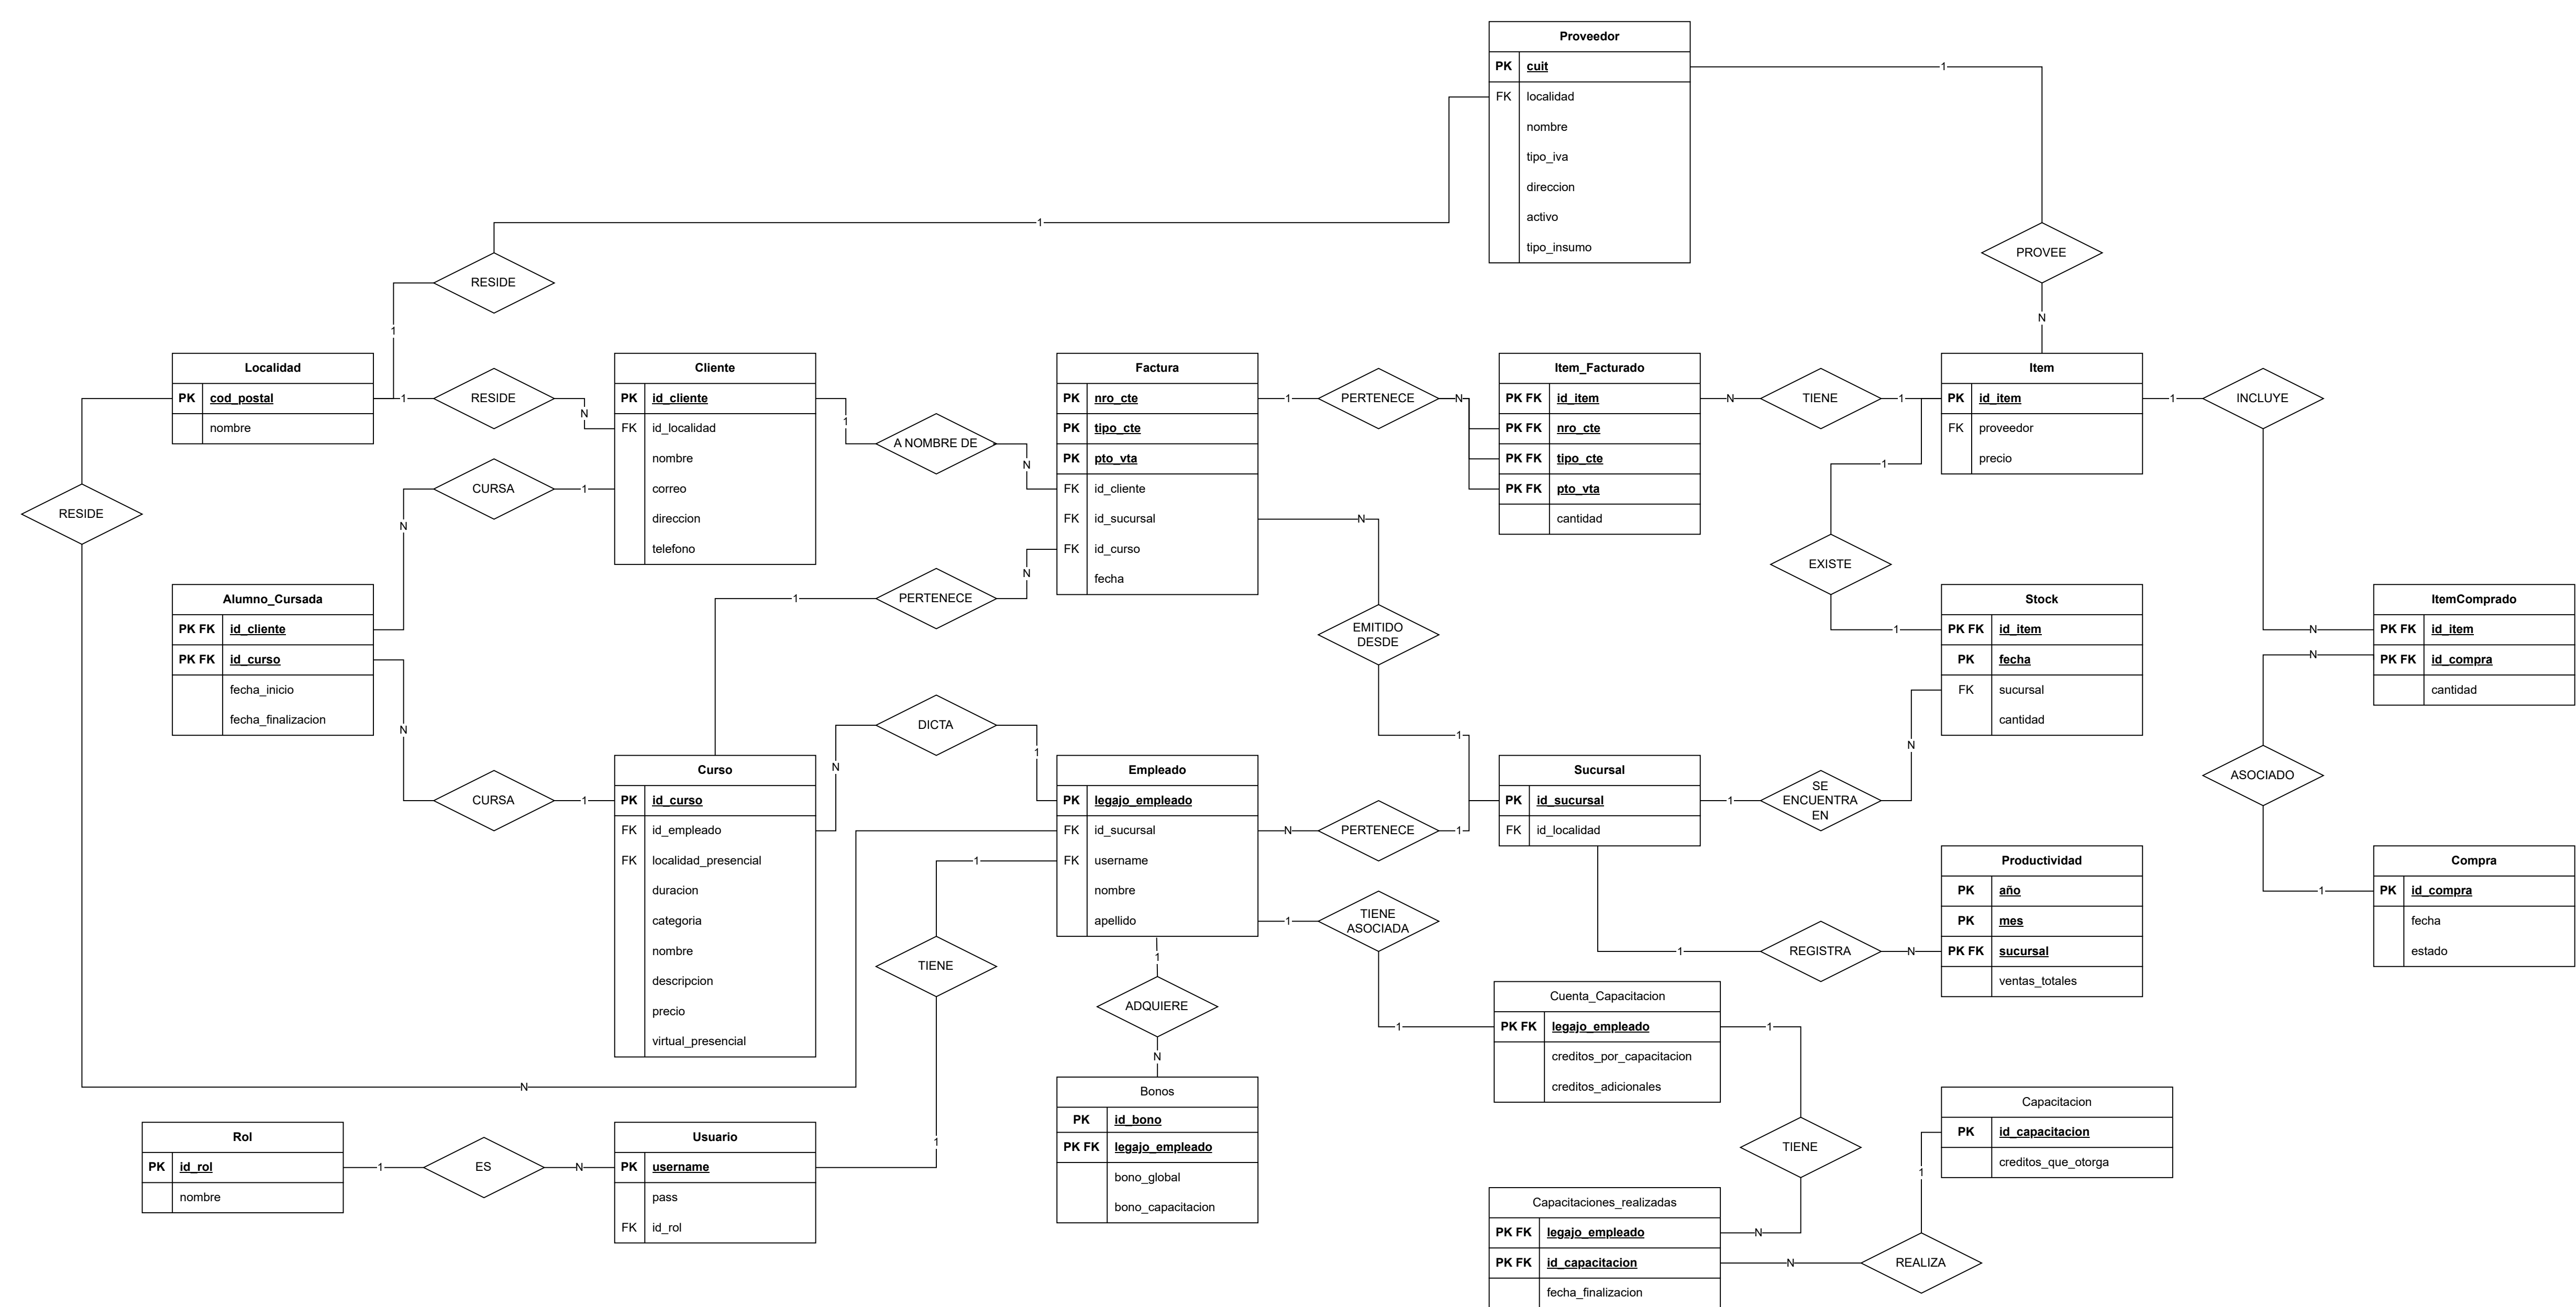 Proveedor
PK cuit
FK localidad
nombre
tipo_iva
direccion
activo
tipo_insumo
1
1
RESIDE
1
PROVEE
N
Localidad
PK cod_postal
nombre
1
RESIDE
N
Cliente
PK id_cliente
FK id_localidad
nombre
correo
direccion
telefono
1
A NOMBRE DE
N
Factura
PK nro_cte
PK tipo_cte
PK pto_vta
FK id_cliente
FK id_sucursal
FK id_curso
fecha
1
PERTENECE
N
Item_Facturado
PK FK id_item
PK FK nro_cte
PK FK tipo_cte
PK FK pto_vta
cantidad
N
TIENE
1
Item
PK id_item
FK proveedor
precio
1
INCLUYE
N
RESIDE
N
CURSA
1
N
Alumno_Cursada
PK FK id_cliente
PK FK id_curso
fecha_inicio
fecha_finalizacion
N
CURSA
1
1
PERTENECE
N
N
EMITIDO
DESDE
1
1
EXISTE
1
Stock
PK FK id_item
PK fecha
FK sucursal
cantidad
ItemComprado
PK FK id_item
PK FK id_compra
cantidad
N
ASOCIADO
1
Curso
PK id_curso
FK id_empleado
FK localidad_presencial
duracion
categoria
nombre
descripcion
precio
virtual_presencial
N
DICTA
1
Empleado
PK legajo_empleado
FK id_sucursal
FK username
nombre
apellido
N
PERTENECE
1
Sucursal
PK id_sucursal
FK id_localidad
1
SE
ENCUENTRA
EN
N
Productividad
PK año
PK mes
PK FK sucursal
ventas_totales
Compra
PK id_compra
fecha
estado
1
TIENE
1
1
TIENE
ASOCIADA
1
1
REGISTRA
N
1
ADQUIERE
N
Cuenta_Capacitacion
PK FK legajo_empleado
creditos_por_capacitacion
creditos_adicionales
1
TIENE
N
Bonos
PK id_bono
PK FK legajo_empleado
bono_global
bono_capacitacion
Capacitacion
PK id_capacitacion
creditos_que_otorga
1
REALIZA
N
Rol
PK id_rol
nombre
1
ES
N
Usuario
PK username
pass
FK id_rol
Capacitaciones_realizadas
PK FK legajo_empleado
PK FK id_capacitacion
fecha_finalizacion